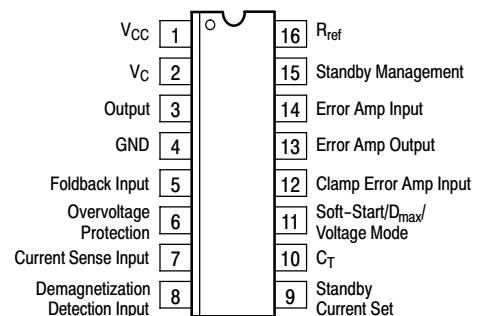 VCC 1 16 Rref
VC 2 15 Standby Management
Output 3 14 Error Amp Input
GND 4 13 Error Amp Output
Foldback Input 5 12 Clamp Error Amp Input
Overvoltage
Protection 6 11 Soft-Start/Dmax/
Voltage Mode
Current Sense Input 7 10 CT
Demagnetization
Detection Input 8 9 Standby
Current Set